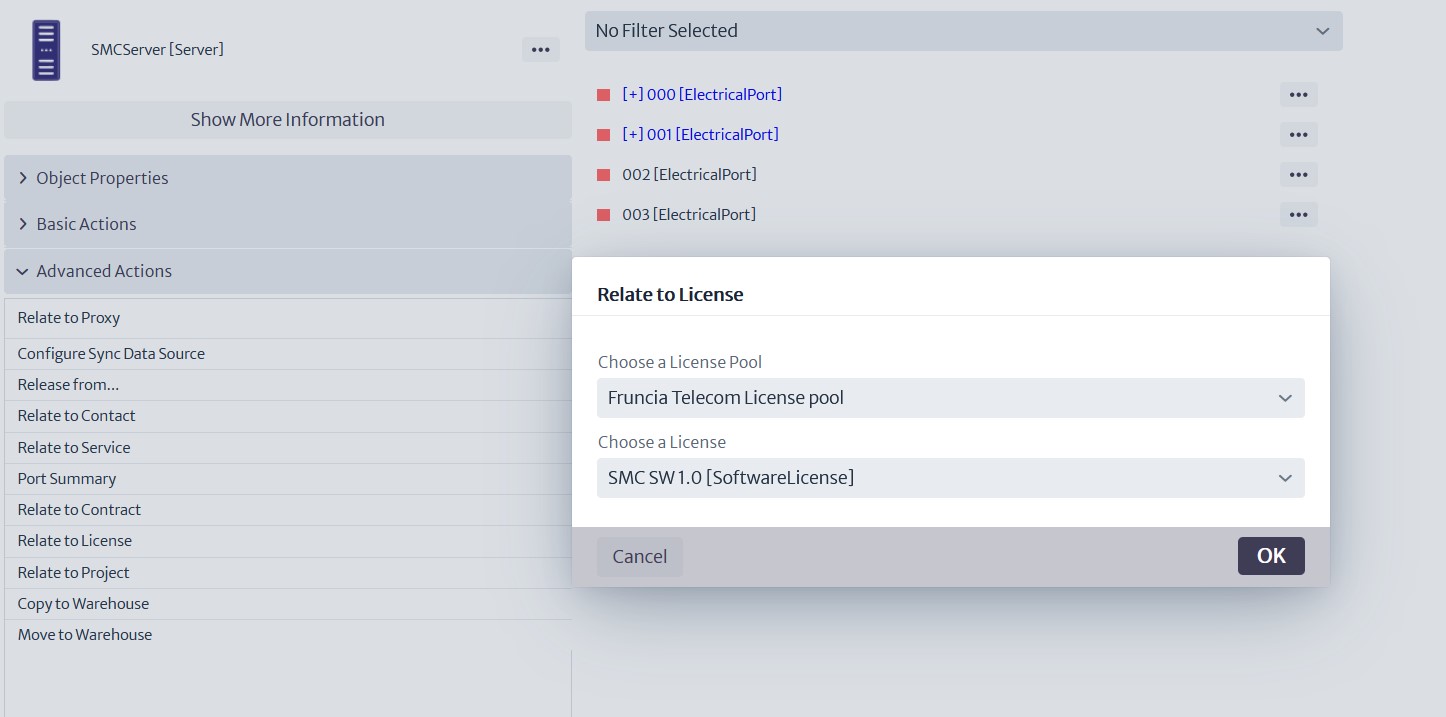 SMCServer [Server]
•••
Show More Information
Object Properties
Basic Actions
Advanced Actions
Relate to Proxy
Configure Sync Data Source
Release from...
Relate to Contact
Relate to Service
Port Summary
Relate to Contract
Relate to License
Relate to Project
Copy to Warehouse
Move to Warehouse
No Filter Selected
[+] 000 [ElectricalPort]
•••
[+] 001 [ElectricalPort]
•••
002 [ElectricalPort]
•••
003 [ElectricalPort]
•••
Relate to License
Choose a License Pool
Fruncia Telecom License pool
Choose a License
SMC SW 1.0 [SoftwareLicense]
Cancel
OK